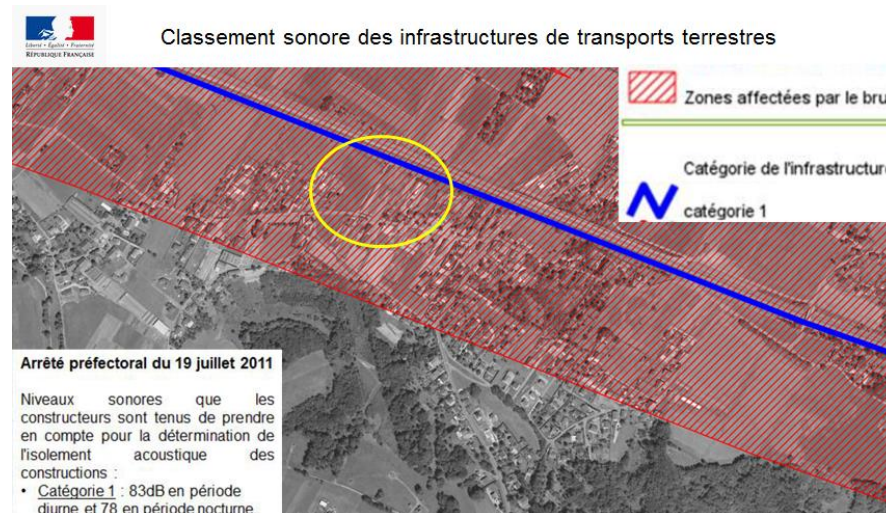 Liberté • Égalité • Fraternité
RÉPUBLIQUE FRANÇAISE
Classement sonore des infrastructures de transports terrestres
Zones affectées par le bru
Catégorie de l'infrastructure
catégorie 1
Arrêté préfectoral du 19 juillet 2011
Niveaux sonores que les
constructeurs sont tenus de prendre
en compte pour la détermination de
l'isolement acoustique des
constructions :
• Catégorie 1 : 83dB en période
diurne et 78 en période nocturne